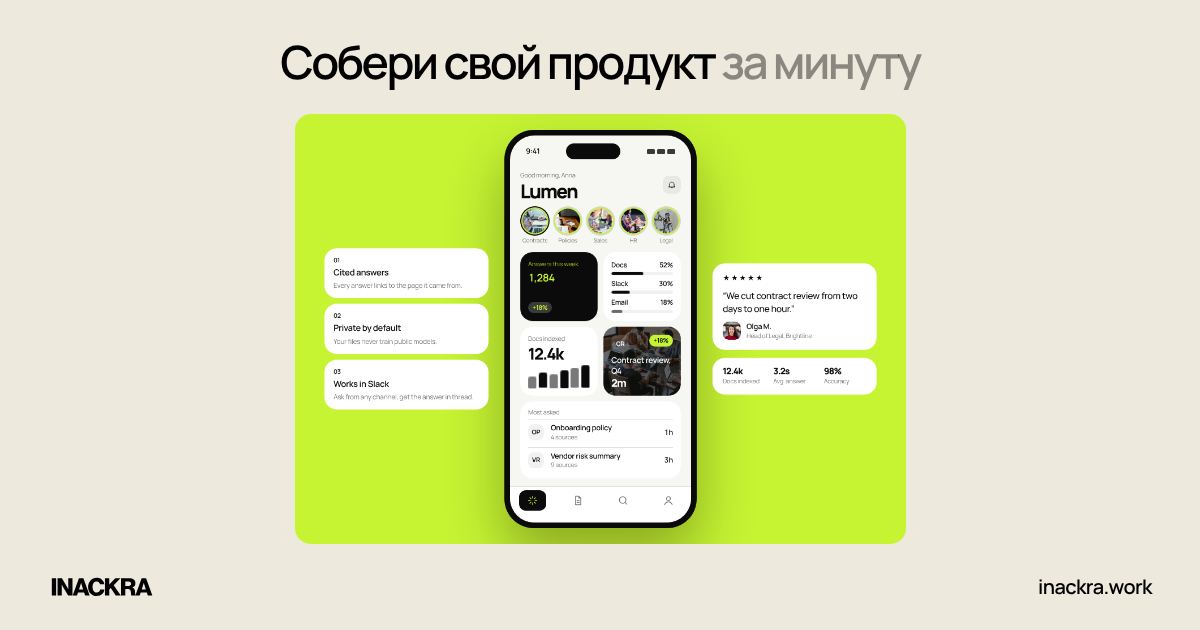 Собери свой продукт за минуту
01
Cited answers
Every answer links to the page it came from.
02
Private by default
Your files never train public models.
03
Works in Slack
Ask from any channel, get the answer in thread.
9:41
Good morning, Anna
Lumen
Contracts Policies Sales HR Legal
Answers this week
1,284
+18%
Docs 52%
Slack 30%
Email 18%
Docs indexed
12.4k
CR +18%
Contract review,
Q4
2m
Most asked
OP Onboarding policy 1h
4 sources
VR Vendor risk summary 3h
9 sources
★★★★★
“We cut contract review from two
days to one hour.”
Olga M.
Head of Legal, Brightline
12.4k 3.2s 98%
Docs indexed Avg. answer Accuracy
INACKRA
inackra.work